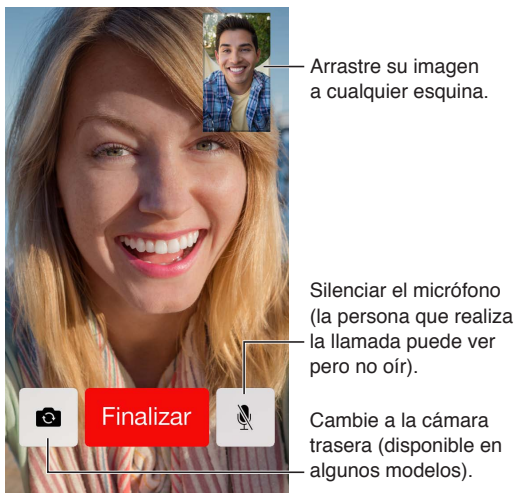 Arrastre su imagen
a cualquier esquina.
Silenciar el micrófono
(la persona que realiza
la llamada puede ver
pero no oír).
Finalizar
Cambie a la cámara
trasera (disponible en
algunos modelos).